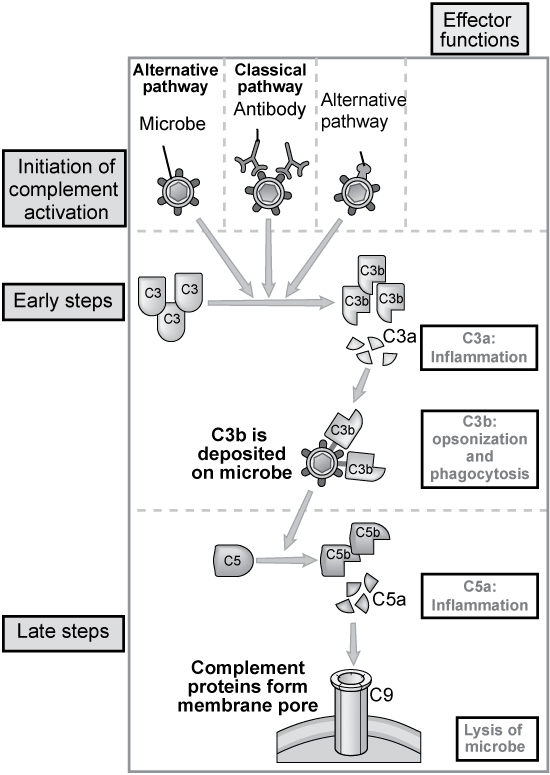 Effector
functions
Alternative
pathway
Microbe
Classical
pathway
Antibody
Alternative
pathway
Initiation of
complement
activation
Early steps
C3
C3
C3
C3b
C3b
C3b
C3a
C3a:
Inflammation
C3b is
deposited
on microbe
C3b
C3b
C3b:
opsonization
and
phagocytosis
C5
C5b
C5b
C5a
C5a:
Inflammation
Late steps
Complement
proteins form
membrane pore
C9
Lysis of
microbe